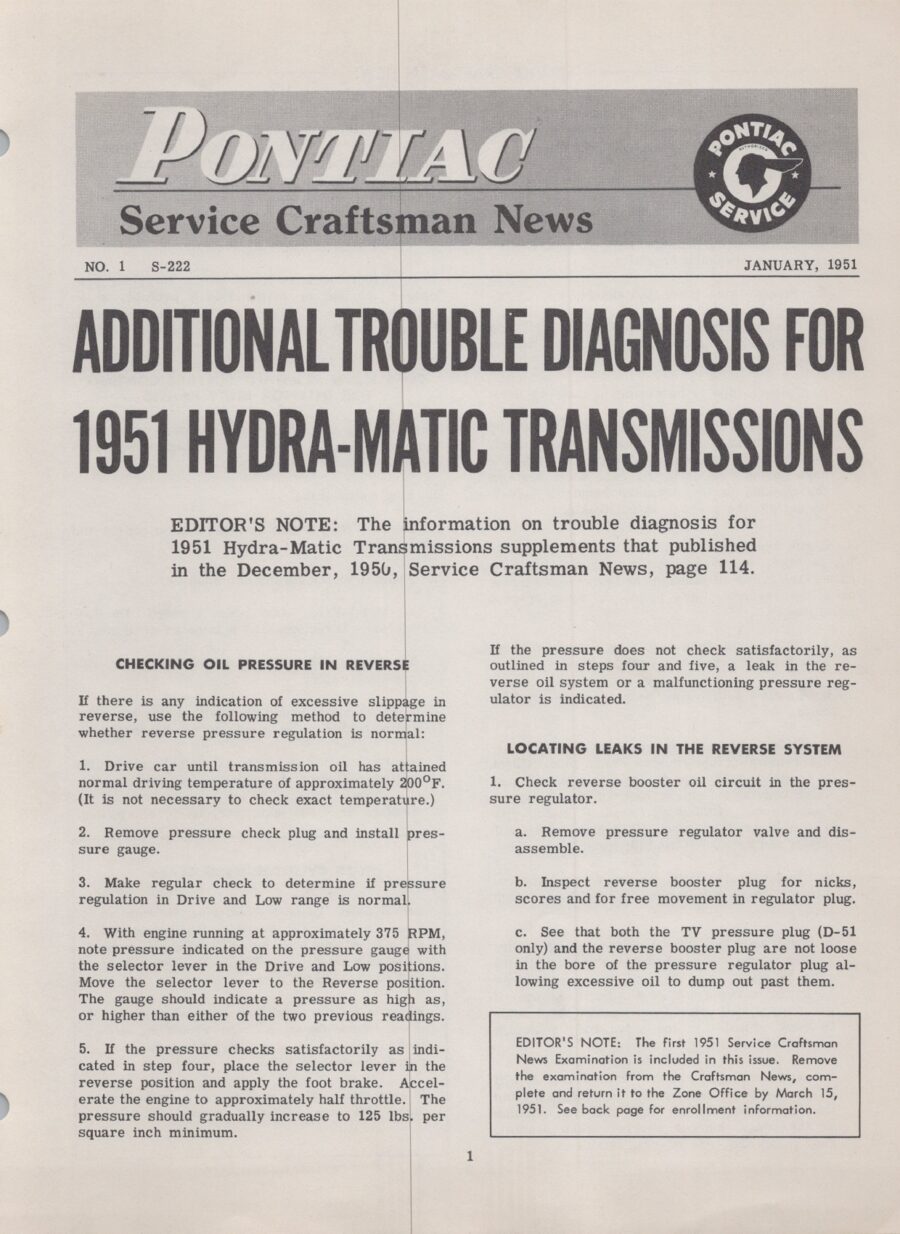 PONTIAC
Service Craftsman News
PONTIAC
AUTHORIZED
SERVICE
NO. 1 S-222
JANUARY, 1951
ADDITIONAL TROUBLE DIAGNOSIS FOR
1951 HYDRA-MATIC TRANSMISSIONS
EDITOR'S NOTE: The information on trouble diagnosis for
1951 Hydra-Matic Transmissions supplements that published
in the December, 1950, Service Craftsman News, page 114.
CHECKING OIL PRESSURE IN REVERSE
If there is any indication of excessive slippage in
reverse, use the following method to determine
whether reverse pressure regulation is normal:
1. Drive car until transmission oil has attained
normal driving temperature of approximately 200°F.
(It is not necessary to check exact temperature.)
2. Remove pressure check plug and install pres-
sure gauge.
3. Make regular check to determine if pressure
regulation in Drive and Low range is normal.
4. With engine running at approximately 375 RPM,
note pressure indicated on the pressure gauge with
the selector lever in the Drive and Low positions.
Move the selector lever to the Reverse position.
The gauge should indicate a pressure as high as,
or higher than either of the two previous readings.
5. If the pressure checks satisfactorily as indi-
cated in step four, place the selector lever in the
reverse position and apply the foot brake. Accel-
erate the engine to approximately half throttle. The
pressure should gradually increase to 125 lbs. per
square inch minimum.
If the pressure does not check satisfactorily, as
outlined in steps four and five, a leak in the re-
verse oil system or a malfunctioning pressure reg-
ulator is indicated.
LOCATING LEAKS IN THE REVERSE SYSTEM
1. Check reverse booster oil circuit in the pres-
sure regulator.
a. Remove pressure regulator valve and dis-
assemble.
b. Inspect reverse booster plug for nicks,
scores and for free movement in regulator plug.
c. See that both the TV pressure plug (D-51
only) and the reverse booster plug are not loose
in the bore of the pressure regulator plug al-
lowing excessive oil to dump out past them.
EDITOR'S NOTE: The first 1951 Service Craftsman
News Examination is included in this issue. Remove
the examination from the Craftsman News, com-
plete and return it to the Zone Office by March 15,
1951. See back page for enrollment information.
1